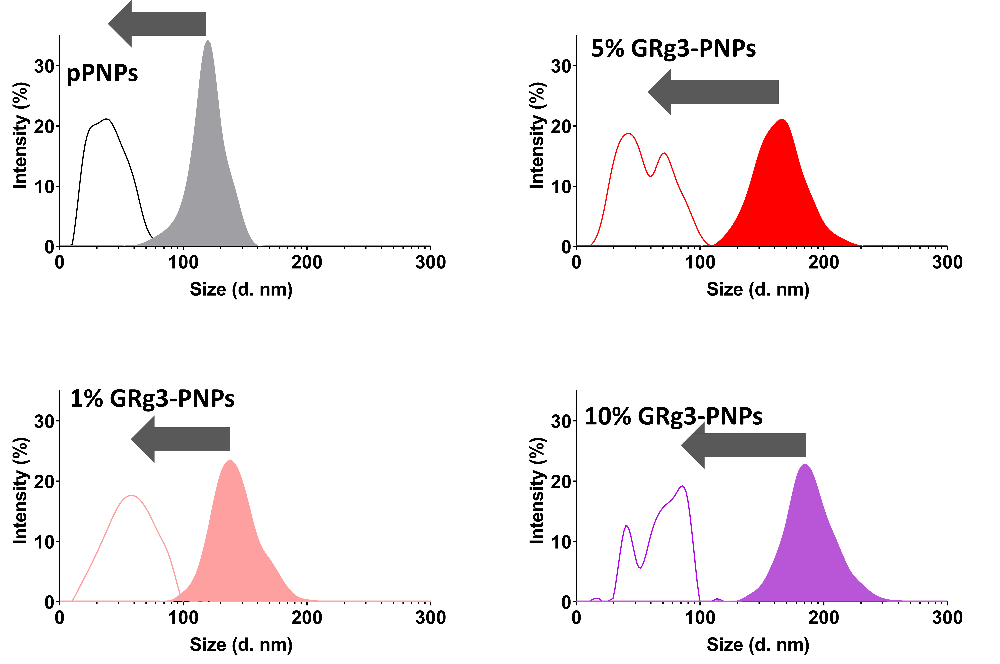 pPNPs
Intensity (%)
30
20
10
0
0 100 200 300
Size (d. nm)
5% GRg3-PNPs
Intensity (%)
30
20
10
0
0 100 200 300
Size (d. nm)
1% GRg3-PNPs
Intensity (%)
30
20
10
0
0 100 200 300
Size (d. nm)
10% GRg3-PNPs
Intensity (%)
30
20
10
0
0 100 200 300
Size (d. nm)